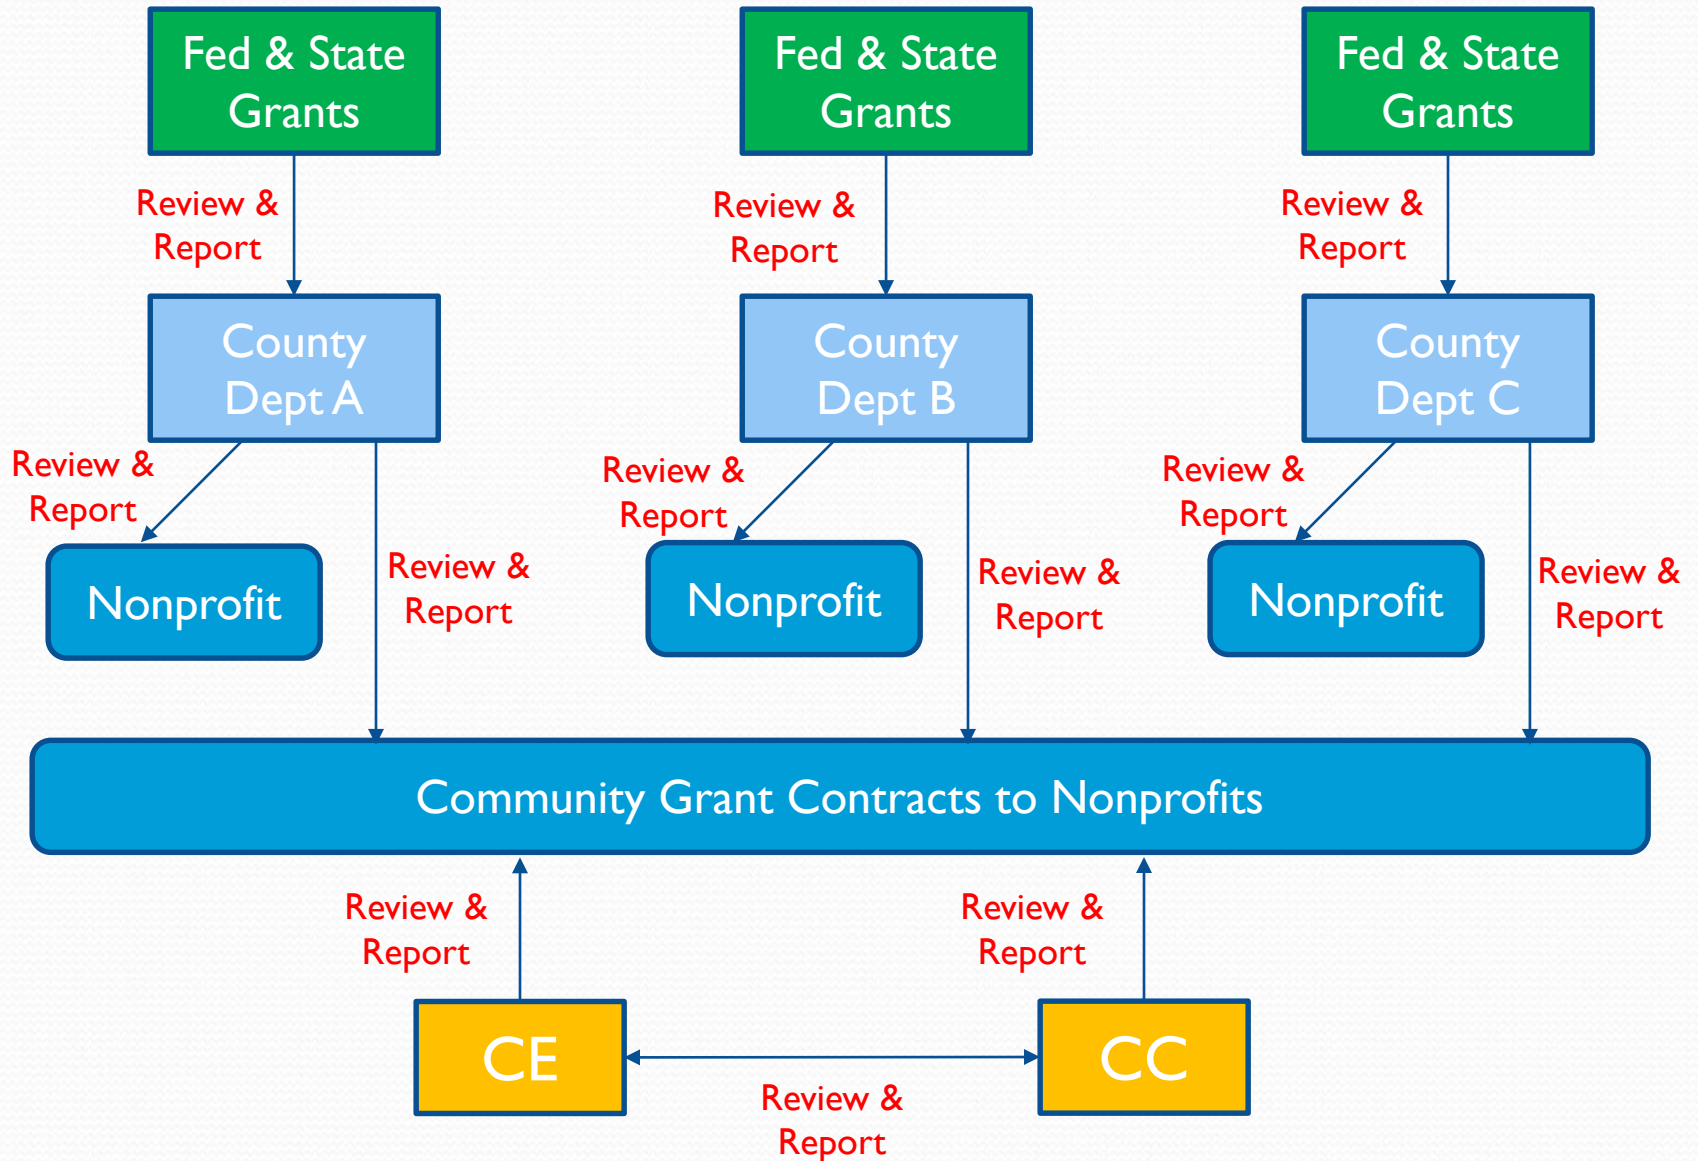 Fed & State
Grants
Fed & State
Grants
Fed & State
Grants
Review &
Report
Review &
Report
Review &
Report
County
Dept A
County
Dept B
County
Dept C
Review &
Report
Review &
Report
Review &
Report
Nonprofit
Review &
Report
Nonprofit
Review &
Report
Nonprofit
Review &
Report
Community Grant Contracts to Nonprofits
Review &
Report
Review &
Report
CE
CC
Review &
Report